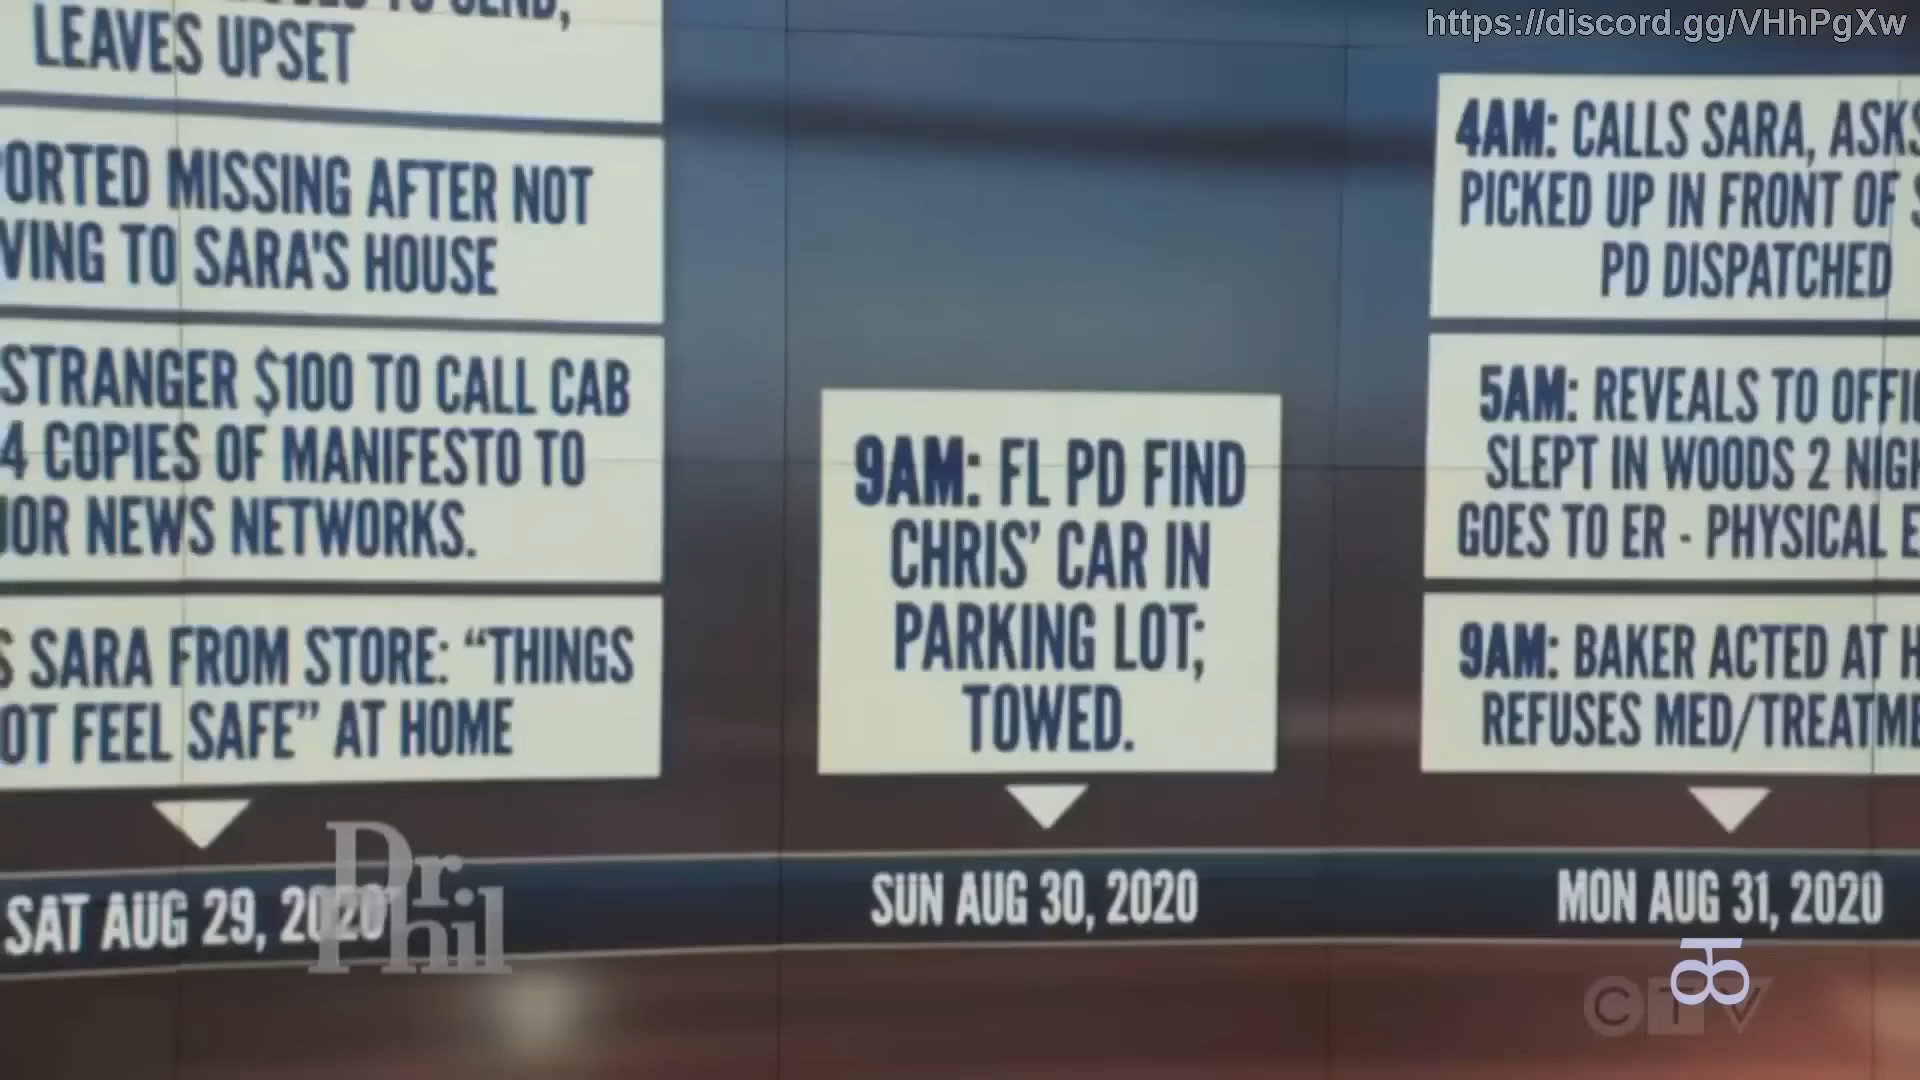 https://discord.gg/VHhPgXw
TO SEND,
LEAVES UPSET
ORTED MISSING AFTER NOT
VING TO SARA'S HOUSE
STRANGER $100 TO CALL CAB
4 COPIES OF MANIFESTO TO
JOR NEWS NETWORKS.
S SARA FROM STORE: “THINGS
OT FEEL SAFE” AT HOME
SAT AUG 29, 2020
9AM: FL PD FIND
CHRIS’ CAR IN
PARKING LOT;
TOWED.
SUN AUG 30, 2020
4AM: CALLS SARA, ASKS
PICKED UP IN FRONT OF S
PD DISPATCHED
5AM: REVEALS TO OFFI
SLEPT IN WOODS 2 NIGH
GOES TO ER - PHYSICAL E
9AM: BAKER ACTED AT H
REFUSES MED/TREATME
MON AUG 31, 2020
Dr.
Phil
CTV